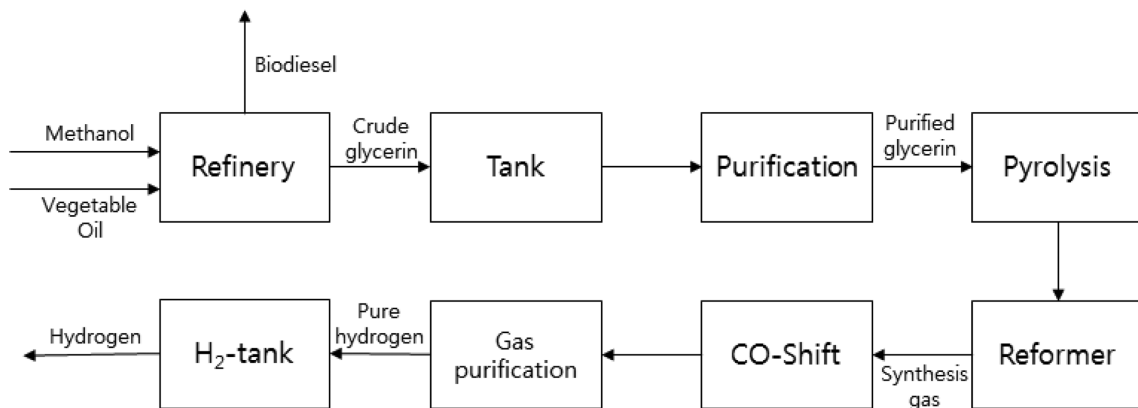 Biodiesel
Methanol
Vegetable
Oil
Refinery
Crude
glycerin
Tank
Purification
Purified
glycerin
Pyrolysis
Hydrogen
H₂-tank
Pure
hydrogen
Gas
purification
CO-Shift
Synthesis
gas
Reformer